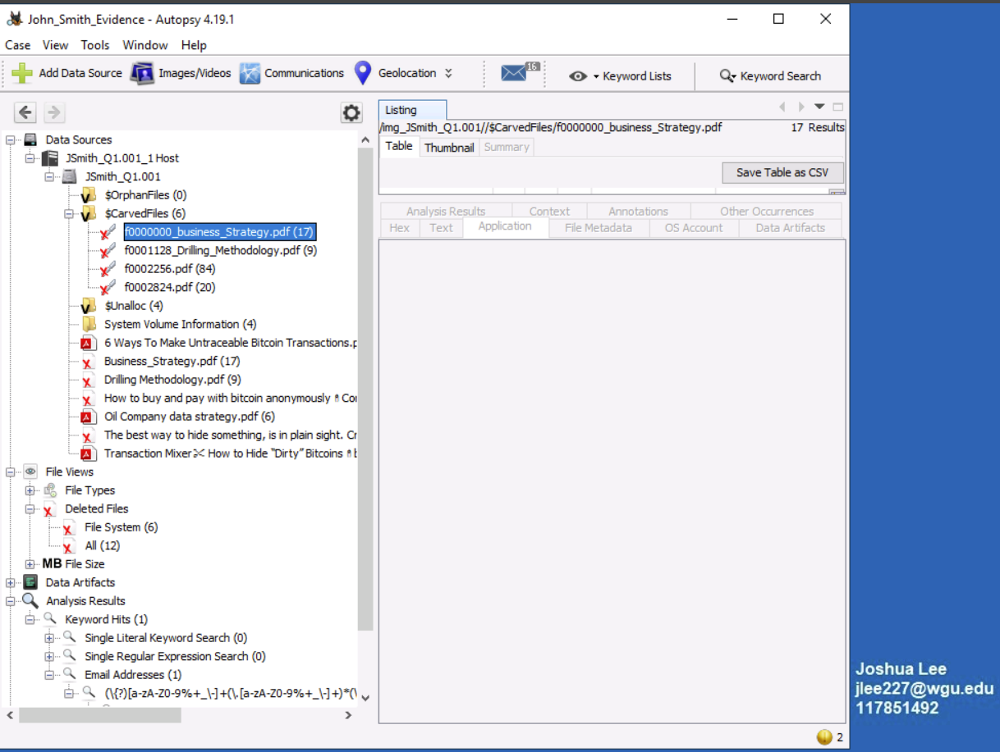 John_Smith_Evidence - Autopsy 4.19.1
Case View Tools Window Help
Add Data Source Images/Videos Communications Geolocation 16 Keyword Lists Keyword Search
Listing
/img_JSmith_Q1.001//$CarvedFiles/f0000000_business_Strategy.pdf 17 Results
Table Thumbnail Summary
Save Table as CSV
Analysis Results Context Annotations Other Occurrences
Hex Text Application File Metadata OS Account Data Artifacts
Data Sources
JSmith_Q1.001_1 Host
JSmith_Q1.001
$OrphanFiles (0)
$CarvedFiles (6)
f0000000_business_Strategy.pdf (17)
f0001128_Drilling_Methodology.pdf (9)
f0002256.pdf (84)
f0002824.pdf (20)
$Unalloc (4)
System Volume Information (4)
6 Ways To Make Untraceable Bitcoin Transactions.p
Business_Strategy.pdf (17)
Drilling Methodology.pdf (9)
How to buy and pay with bitcoin anonymously
Oil Company data strategy.pdf (6)
The best way to hide something, is in plain sight. Cr
Transaction Mixer✂ How to Hide "Dirty" Bitcoins
File Views
File Types
Deleted Files
File System (6)
All (12)
MB File Size
Data Artifacts
Analysis Results
Keyword Hits (1)
Single Literal Keyword Search (0)
Single Regular Expression Search (0)
Email Addresses (1)
(\{?)[a-zA-Z0-9%+_\-]+(\.[a-zA-Z0-9%+_\-]+)*(\
2
Joshua Lee
jlee227@wgu.edu
117851492